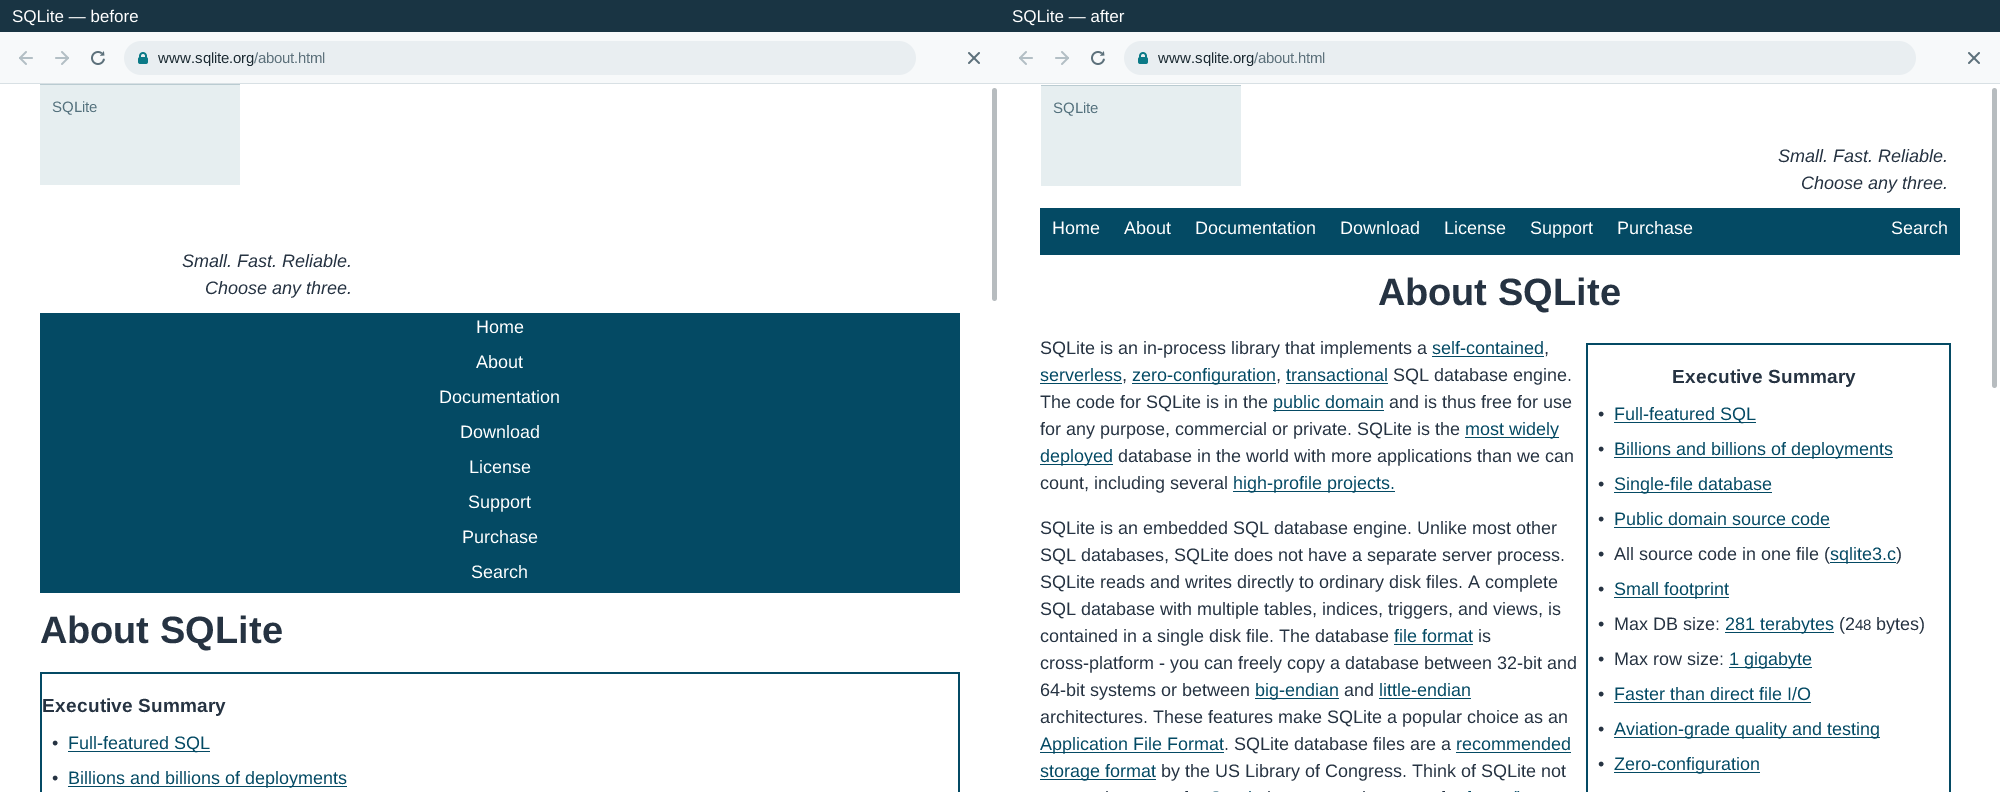 SQLite — before
www.sqlite.org/about.html
SQLite
Small. Fast. Reliable.
Choose any three.
Home
About
Documentation
Download
License
Support
Purchase
Search
About SQLite
Executive Summary
• Full-featured SQL
• Billions and billions of deployments
SQLite — after
www.sqlite.org/about.html
SQLite
Small. Fast. Reliable.
Choose any three.
Home About Documentation Download License Support Purchase Search
About SQLite
SQLite is an in-process library that implements a self-contained,
serverless, zero-configuration, transactional SQL database engine.
The code for SQLite is in the public domain and is thus free for use
for any purpose, commercial or private. SQLite is the most widely
deployed database in the world with more applications than we can
count, including several high-profile projects.
SQLite is an embedded SQL database engine. Unlike most other
SQL databases, SQLite does not have a separate server process.
SQLite reads and writes directly to ordinary disk files. A complete
SQL database with multiple tables, indices, triggers, and views, is
contained in a single disk file. The database file format is
cross-platform - you can freely copy a database between 32-bit and
64-bit systems or between big-endian and little-endian
architectures. These features make SQLite a popular choice as an
Application File Format. SQLite database files are a recommended
storage format by the US Library of Congress. Think of SQLite not
Executive Summary
• Full-featured SQL
• Billions and billions of deployments
• Single-file database
• Public domain source code
• All source code in one file (sqlite3.c)
• Small footprint
• Max DB size: 281 terabytes (248 bytes)
• Max row size: 1 gigabyte
• Faster than direct file I/O
• Aviation-grade quality and testing
• Zero-configuration